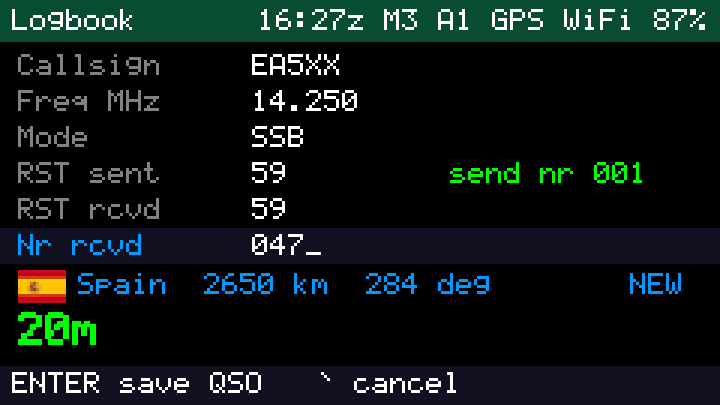 Logbook 16:27z M3 A1 GPS WiFi 87%
Callsign EA5XX
Freq MHz 14.250
Mode SSB
RST sent 59 send nr 001
RST rcvd 59
Nr rcvd 047_
Spain 2650 km 284 deg NEW
20m
ENTER save QSO ` cancel